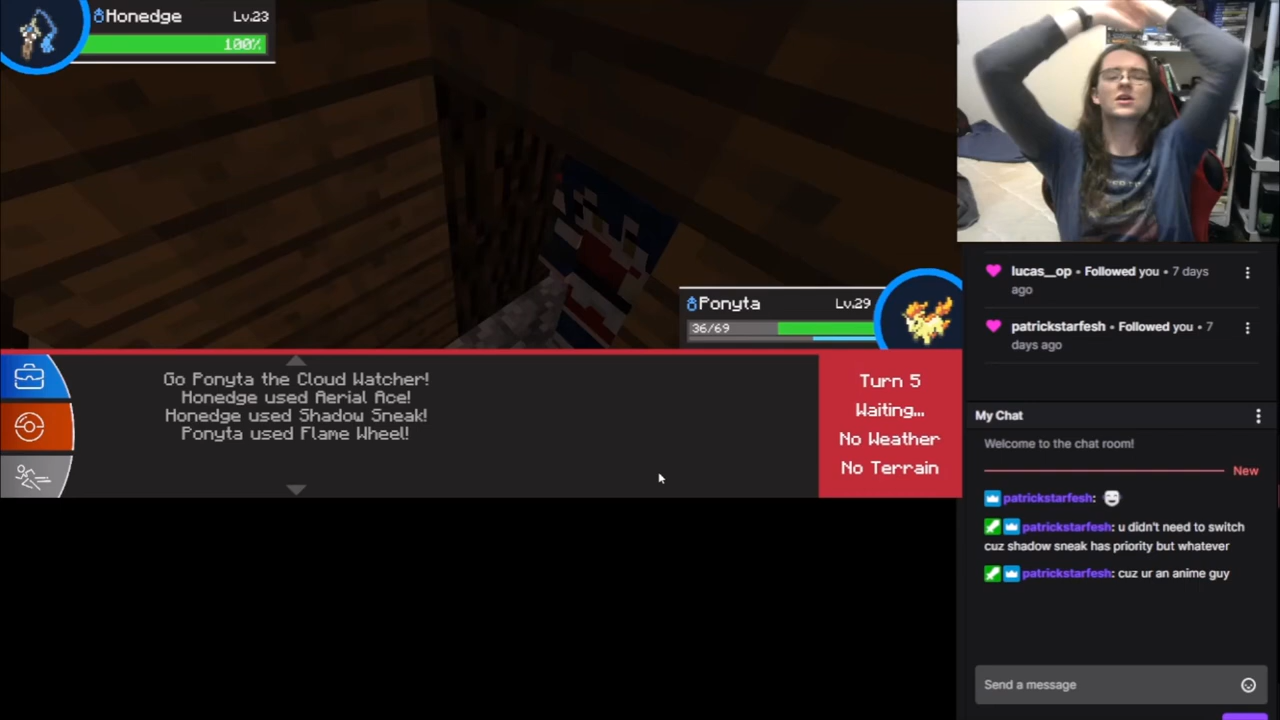 Honedge Lv.23
100%
Ponyta Lv.29
36/69
Go Ponyta the Cloud Watcher!
Honedge used Aerial Ace!
Honedge used Shadow Sneak!
Ponyta used Flame Wheel!
Turn 5
Waiting...
No Weather
No Terrain
lucas__op • Followed you • 7 days
ago
patrickstarfesh • Followed you • 7
days ago
My Chat
Welcome to the chat room!
New
patrickstarfesh:
patrickstarfesh: u didn't need to switch
cuz shadow sneak has priority but whatever
patrickstarfesh: cuz ur an anime guy
Send a message